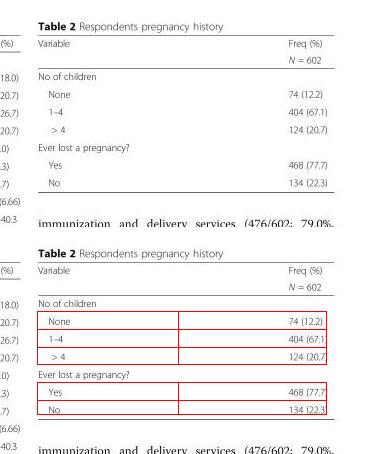 Table 2 Respondents pregnancy history
(%) Variable Freq (%)
N = 602
18.0) No of children
20.7) None 74 (12.2)
26.7) 1–4 404 (67.1)
20.7) > 4 124 (20.7)
.0) Ever lost a pregnancy?
.3) Yes 468 (77.7)
.7) No 134 (22.3)
(6.66)
-40.3 immunization and delivery services (476/602; 79.0%,
Table 2 Respondents pregnancy history
(%) Variable Freq (%)
N = 602
18.0) No of children
20.7) None 74 (12.2)
26.7) 1–4 404 (67.1
20.7) > 4 124 (20.7
.0) Ever lost a pregnancy?
.3) Yes 468 (77.7
.7) No 134 (22.3
(6.66)
-40.3 immunization and delivery services (476/602; 79.0%,